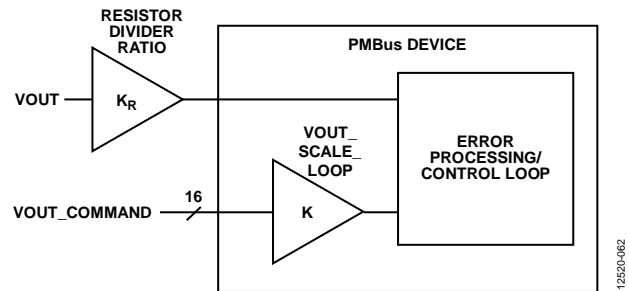 RESISTOR
DIVIDER
RATIO
PMBus DEVICE
VOUT
KR
VOUT_
SCALE_
LOOP
ERROR
PROCESSING/
CONTROL LOOP
VOUT_COMMAND
16
K
12520-062